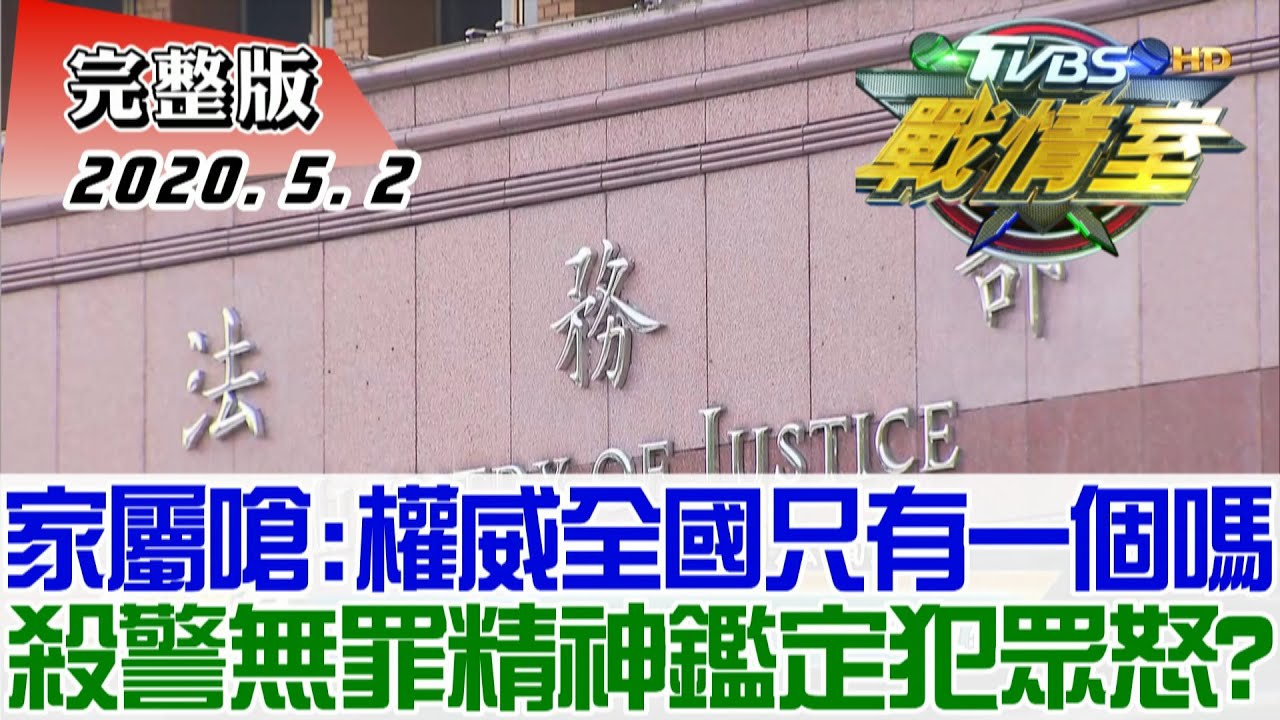 完整版
2020.5.2
TVBS HD
戰情室
法務部
OF JUSTICE
家屬嗆:權威全國只有一個嗎
殺警無罪精神鑑定犯眾怒?